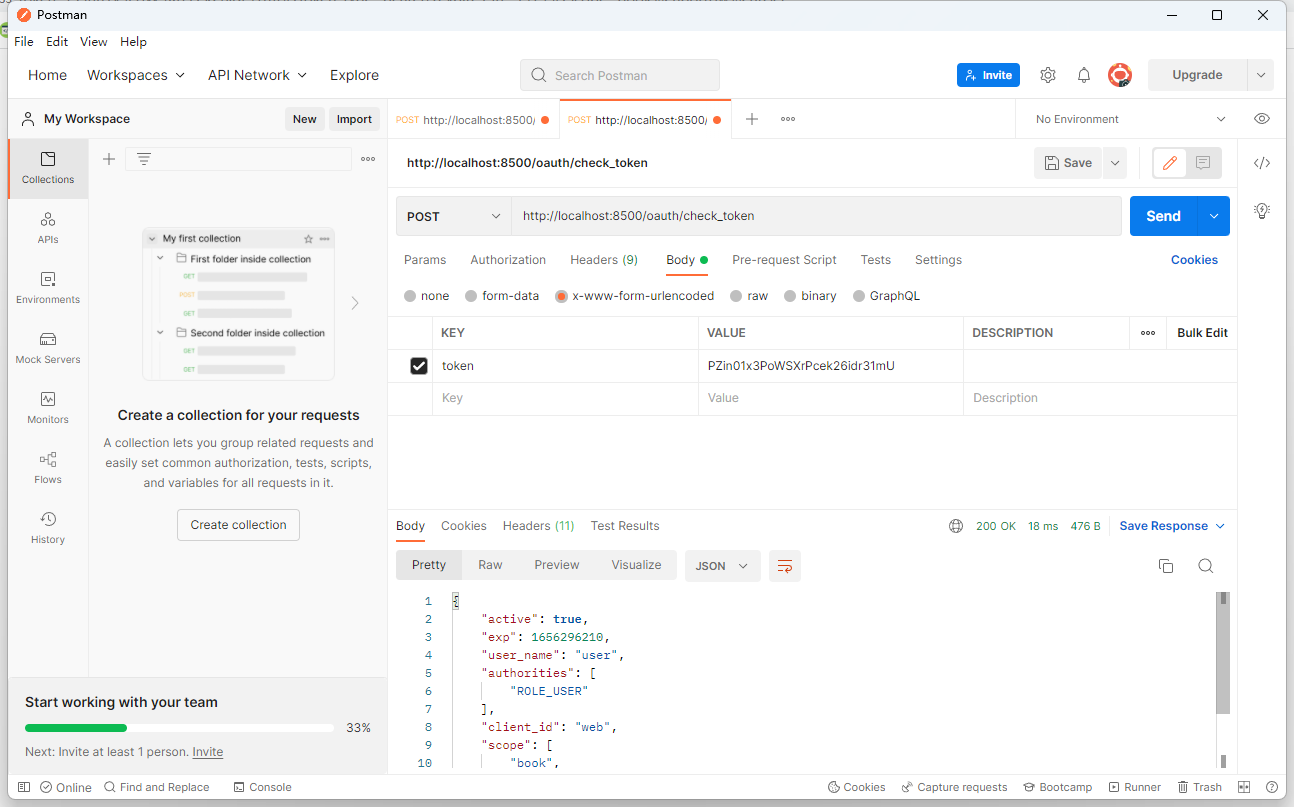 Postman
File Edit View Help
Home Workspaces API Network Explore Search Postman Invite Upgrade
My Workspace New Import POST http://localhost:8500/ POST http://localhost:8500/ No Environment
Collections
APIs
Environments
Mock Servers
Monitors
Flows
History
My first collection
First folder inside collection
GET
POST
GET
Second folder inside collection
GET
GET
Create a collection for your requests
A collection lets you group related requests and
easily set common authorization, tests, scripts,
and variables for all requests in it.
Create collection
Start working with your team
33%
Next: Invite at least 1 person. Invite
http://localhost:8500/oauth/check_token Save
POST http://localhost:8500/oauth/check_token Send
Params Authorization Headers (9) Body Pre-request Script Tests Settings Cookies
none form-data x-www-form-urlencoded raw binary GraphQL
KEY VALUE DESCRIPTION Bulk Edit
token PZin01x3PoWSXrPcek26idr31mU
Key Value Description
Body Cookies Headers (11) Test Results 200 OK 18 ms 476 B Save Response
Pretty Raw Preview Visualize JSON
1 {
2 "active": true,
3 "exp": 1656296210,
4 "user_name": "user",
5 "authorities": [
6 "ROLE_USER"
7 ],
8 "client_id": "web",
9 "scope": [
10 "book",
Online Find and Replace Console Cookies Capture requests Bootcamp Runner Trash